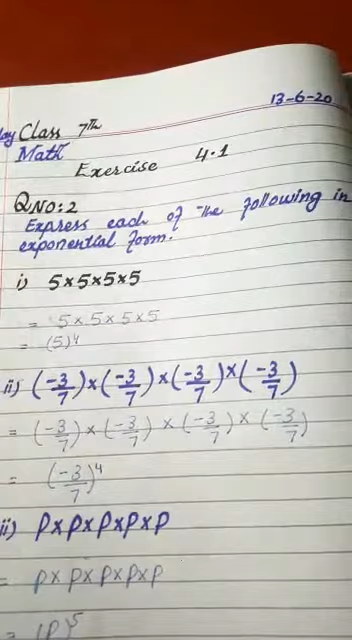 13-6-20
Class 7th
Math
Exercise 4.1
Q NO: 2
Express each of the following in
exponential form.
i) 5×5×5×5
= 5×5×5×5
= (5)⁴
ii) (-3/7)×(-3/7)×(-3/7)×(-3/7)
= (-3/7)×(-3/7)×(-3/7)×(-3/7)
= (-3/7)⁴
ii) p×p×p×p×p
= p×p×p×p×p
= (p)⁵